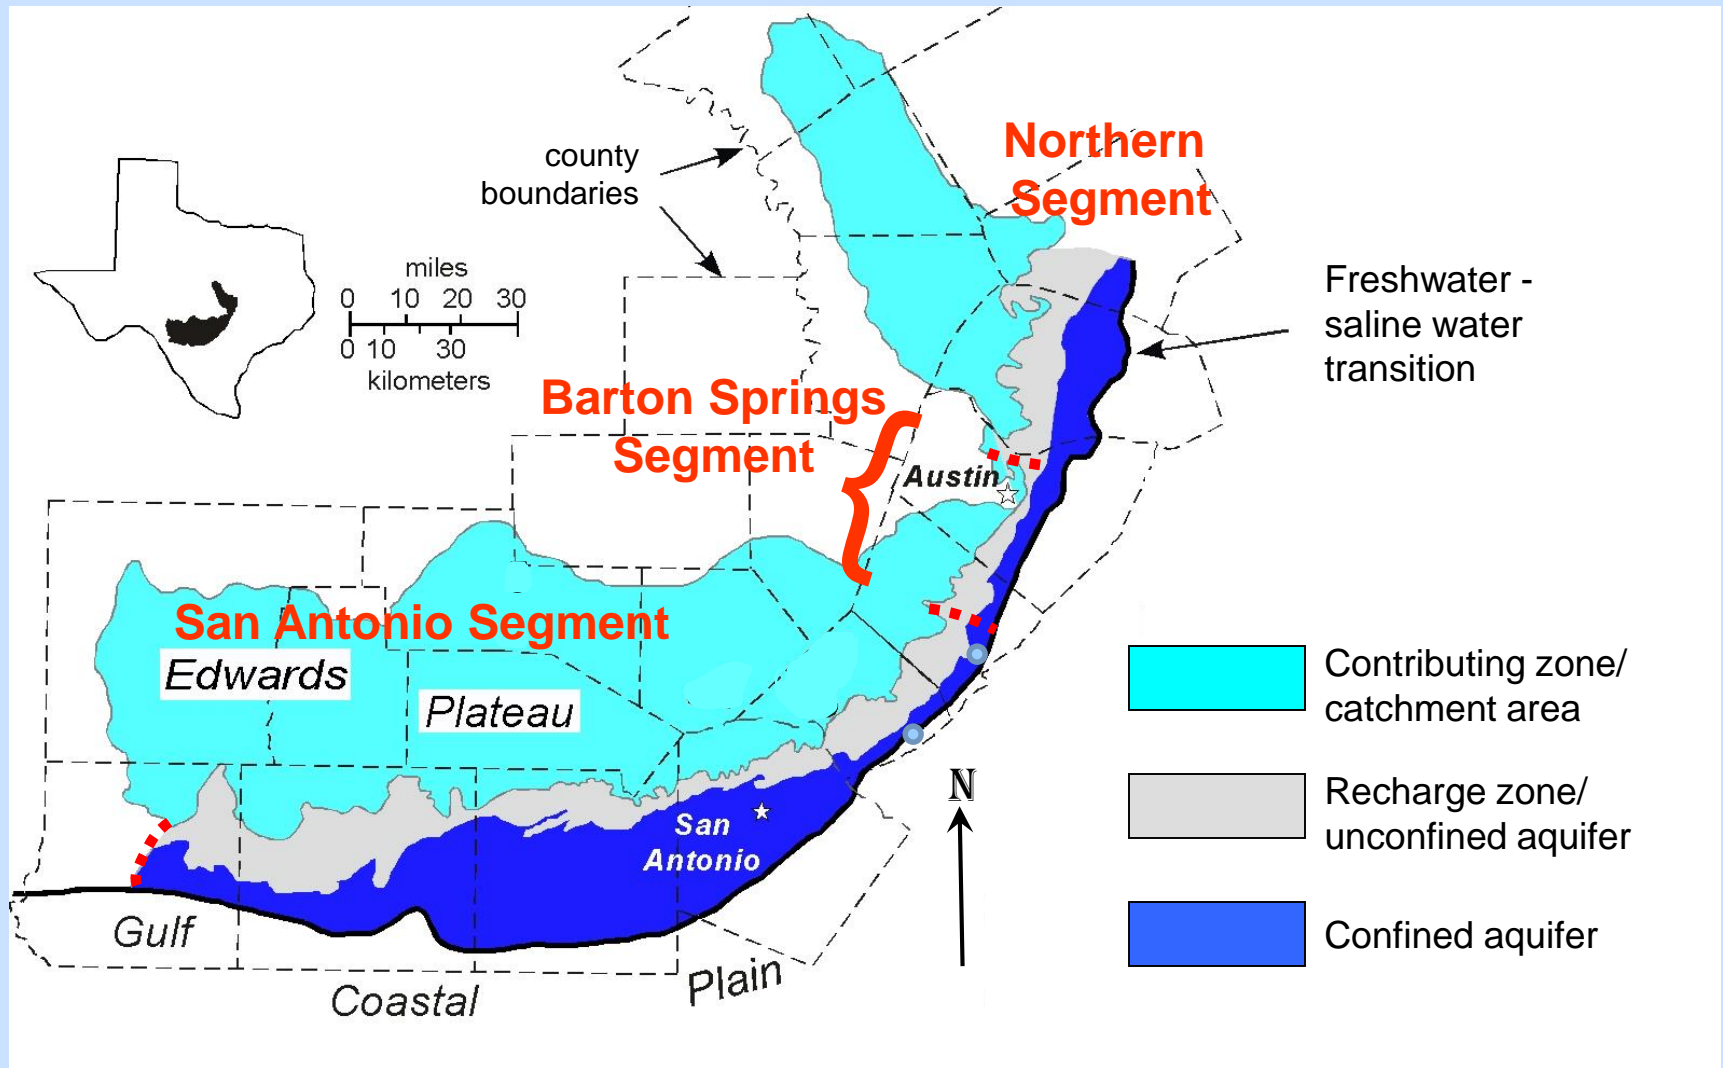 Northern
Segment
county
boundaries
miles
0 10 20 30
0 10 30
kilometers
Freshwater -
saline water
transition
Barton Springs
Segment
{
Austin
San Antonio Segment
Edwards
Plateau
Contributing zone/
catchment area
Recharge zone/
unconfined aquifer
Confined aquifer
N
San
Antonio
Gulf
Coastal
Plain